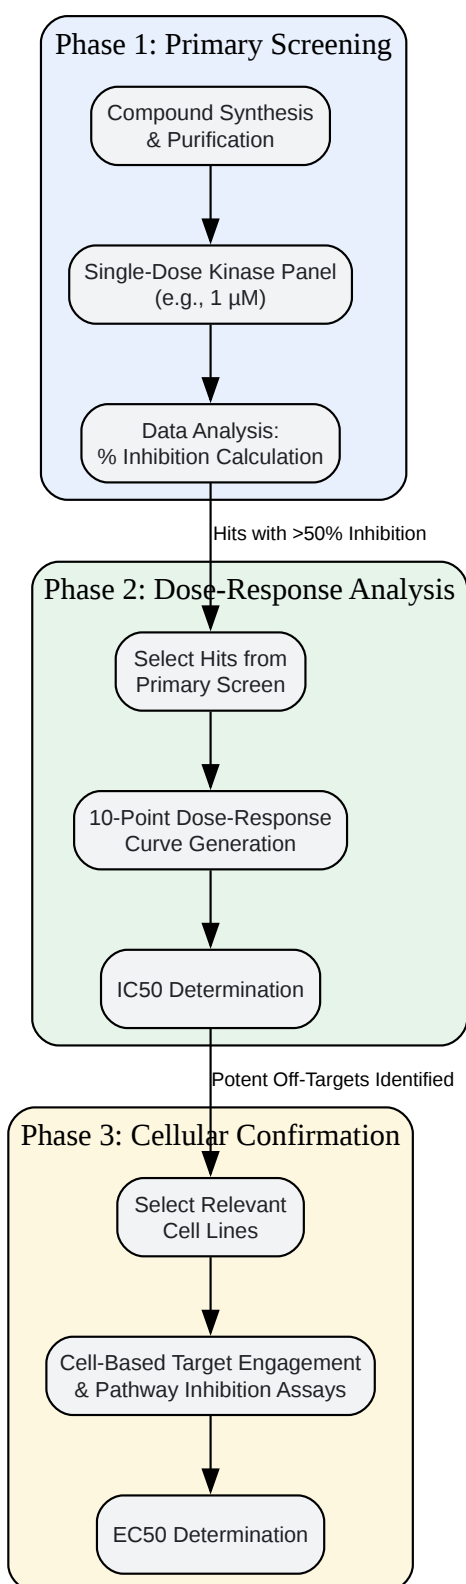 Phase 1: Primary Screening
Compound Synthesis
& Purification
Single-Dose Kinase Panel
(e.g., 1 µM)
Data Analysis:
% Inhibition Calculation
Hits with >50% Inhibition
Phase 2: Dose-Response Analysis
Select Hits from
Primary Screen
10-Point Dose-Response
Curve Generation
IC50 Determination
Potent Off-Targets Identified
Phase 3: Cellular Confirmation
Select Relevant
Cell Lines
Cell-Based Target Engagement
& Pathway Inhibition Assays
EC50 Determination